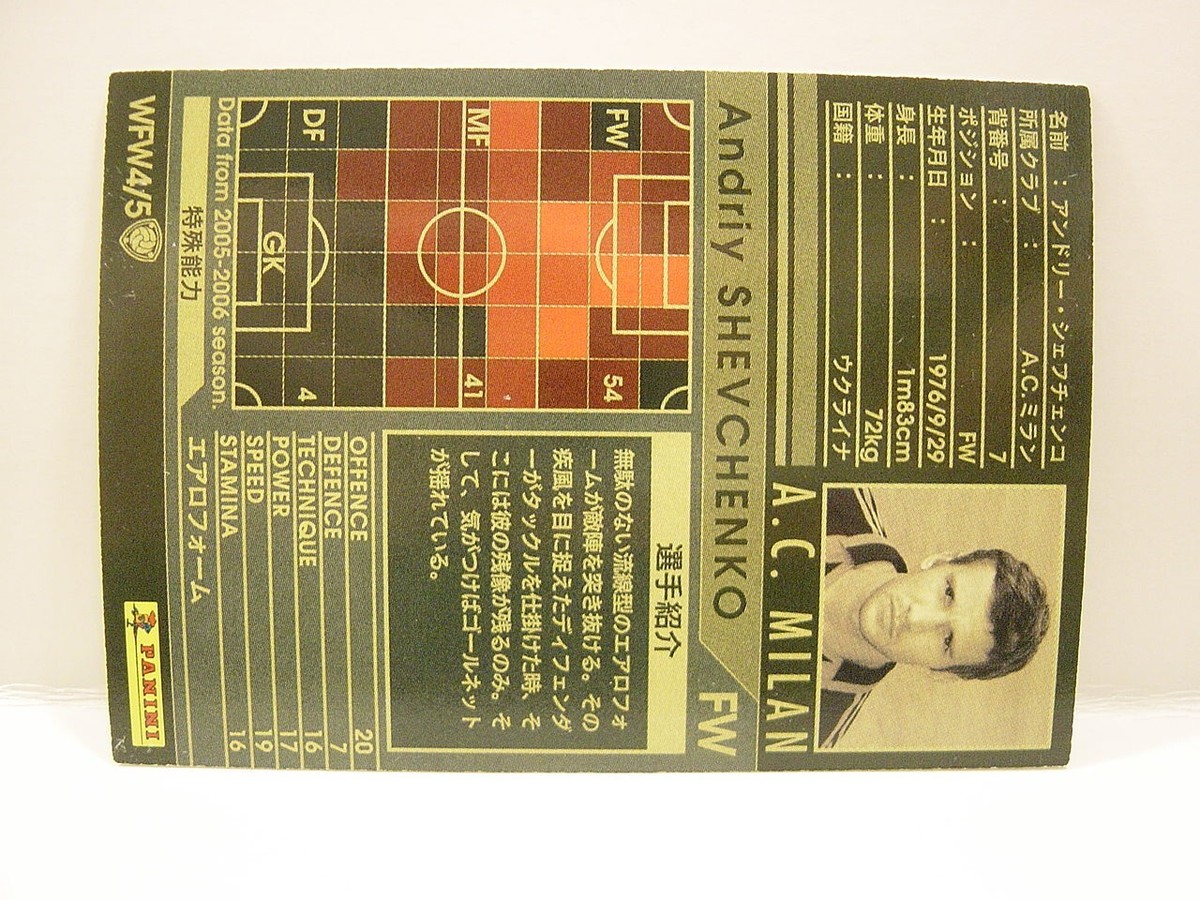 名前 : アンドリー・シェフチェンコ
所属クラブ : A.C.ミラン
背番号 : 7
ポジション : FW
生年月日 : 1976/9/29
身長 : 1m83cm
体重 : 72kg
国籍 : ウクライナ
A.C. MILAN
Andriy SHEVCHENKO FW
FW 54
MF 41
DF 4
GK
Data from 2005-2006 season.
選手紹介
無駄のない流線型のエアロフォ
ームが敵陣を突き抜ける。その
疾風を目に捉えたディフェンダ
ーがタックルを仕掛けた時、そ
こには彼の残像が残るのみ。そ
して、気がつけばゴールネット
が揺れている。
OFFENCE 20
DEFENCE 7
TECHNIQUE 16
POWER 17
SPEED 19
STAMINA 16
特殊能力 エアロフォーム
WFW4/5
PANINI